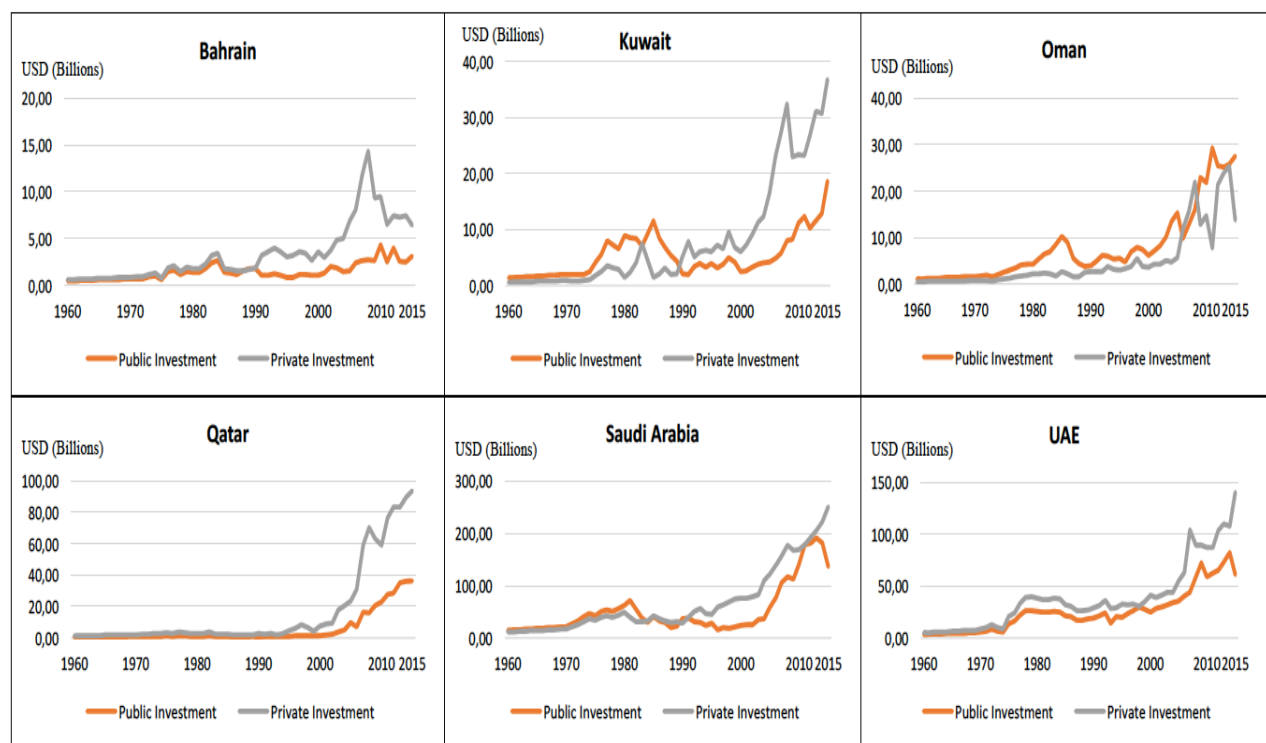 Bahrain
USD (Billions)
20,00
15,00
10,00
5,00
0,00
1960 1970 1980 1990 2000 2010 2015
Public Investment Private Investment
Kuwait
USD (Billions)
40,00
30,00
20,00
10,00
0,00
1960 1970 1980 1990 2000 2010 2015
Public Investment Private Investment
Oman
USD (Billions)
40,00
30,00
20,00
10,00
0,00
1960 1970 1980 1990 2000 2010 2015
Public Investment Private Investment
Qatar
USD (Billions)
100,00
80,00
60,00
40,00
20,00
0,00
1960 1970 1980 1990 2000 2010 2015
Public Investment Private Investment
Saudi Arabia
USD (Billions)
300,00
200,00
100,00
0,00
1960 1970 1980 1990 2000 2010 2015
Public Investment Private Investment
UAE
USD (Billions)
150,00
100,00
50,00
0,00
1960 1970 1980 1990 2000 2010 2015
Public Investment Private Investment